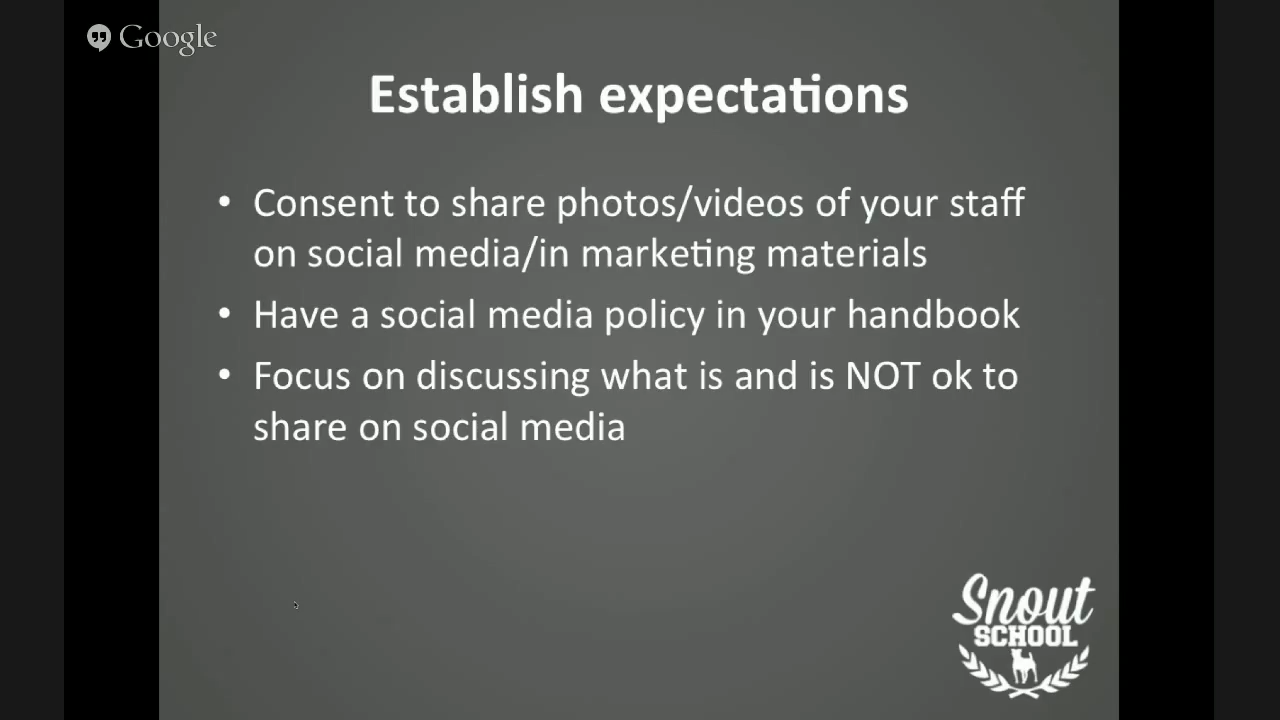 Google
Establish expectations
• Consent to share photos/videos of your staff
on social media/in marketing materials
• Have a social media policy in your handbook
• Focus on discussing what is and is NOT ok to
share on social media
Snout
SCHOOL